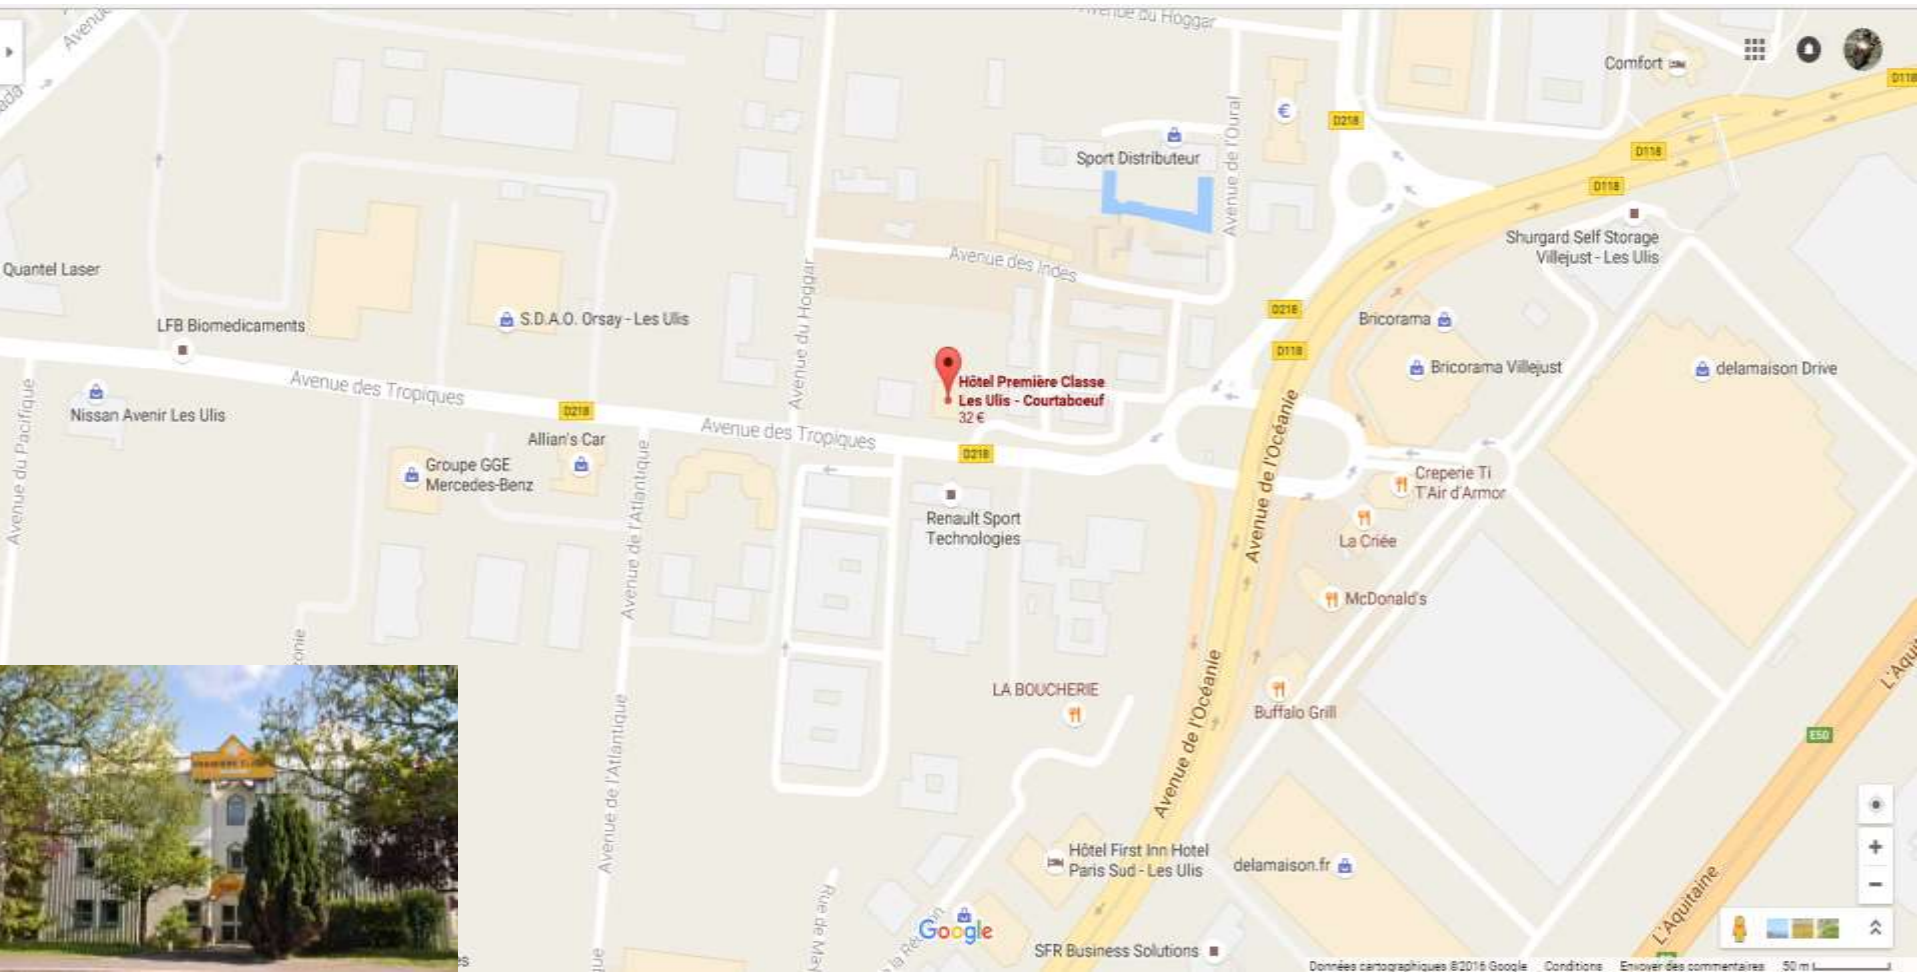 Avenue du Hoggar
Avenue
Comfort
D118
D218
Avenue de l'Oural
€
Sport Distributeur
D118
D118
Shurgard Self Storage
Villejust - Les Ulis
Quantel Laser
Avenue des Indes
Avenue du Hoggar
D218
LFB Biomedicaments
S.D.A.O. Orsay - Les Ulis
Bricorama
D118
Bricorama Villejust
delamaison Drive
Hôtel Première Classe
Les Ulis - Courtaboeuf
32 €
Avenue des Tropiques
Avenue du Pacifique
Nissan Avenir Les Ulis
D218
Avenue des Tropiques
D218
Allian's Car
Groupe GGE
Mercedes-Benz
Avenue de l'Atlantique
Avenue de l'Océanie
Creperie Ti
T'Air d'Armor
Renault Sport
Technologies
La Criée
McDonald's
LA BOUCHERIE
Buffalo Grill
Avenue de l'Océanie
Avenue de l'Atlantique
E50
L'Aquitaine
Hôtel First Inn Hotel
Paris Sud - Les Ulis
delamaison.fr
Google
SFR Business Solutions
Données cartographiques ©2016 Google Conditions Envoyer des commentaires 50 m